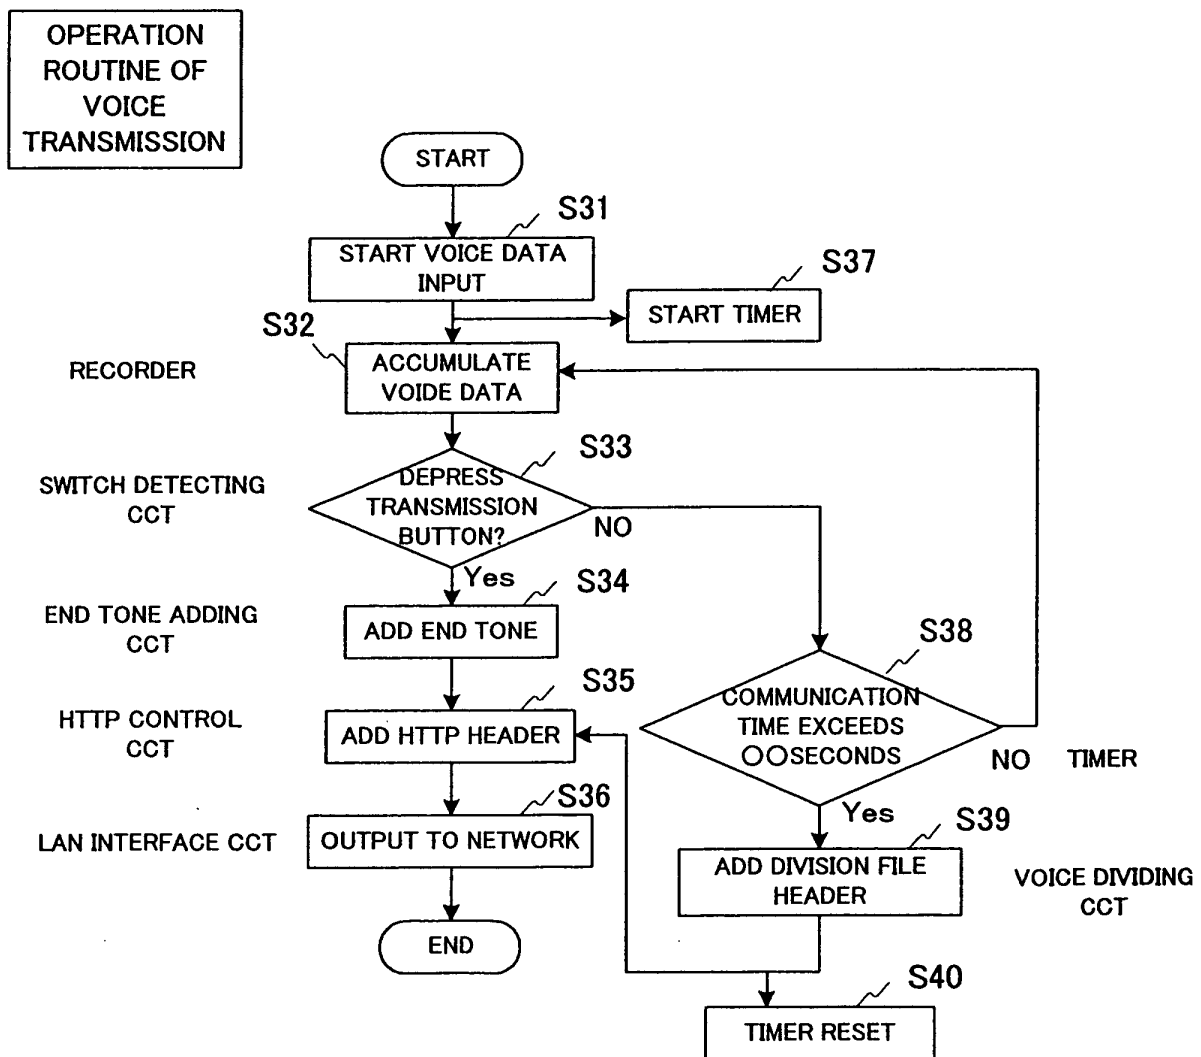 OPERATION
ROUTINE OF
VOICE
TRANSMISSION
START
S31
START VOICE DATA
INPUT
S37
START TIMER
S32
RECORDER
ACCUMULATE
VOIDE DATA
S33
SWITCH DETECTING
CCT
DEPRESS
TRANSMISSION
BUTTON?
NO
Yes
S34
END TONE ADDING
CCT
ADD END TONE
S38
COMMUNICATION
TIME EXCEEDS
○○SECONDS
NO
TIMER
Yes
S35
HTTP CONTROL
CCT
ADD HTTP HEADER
S36
LAN INTERFACE CCT
OUTPUT TO NETWORK
S39
ADD DIVISION FILE
HEADER
VOICE DIVIDING
CCT
END
S40
TIMER RESET